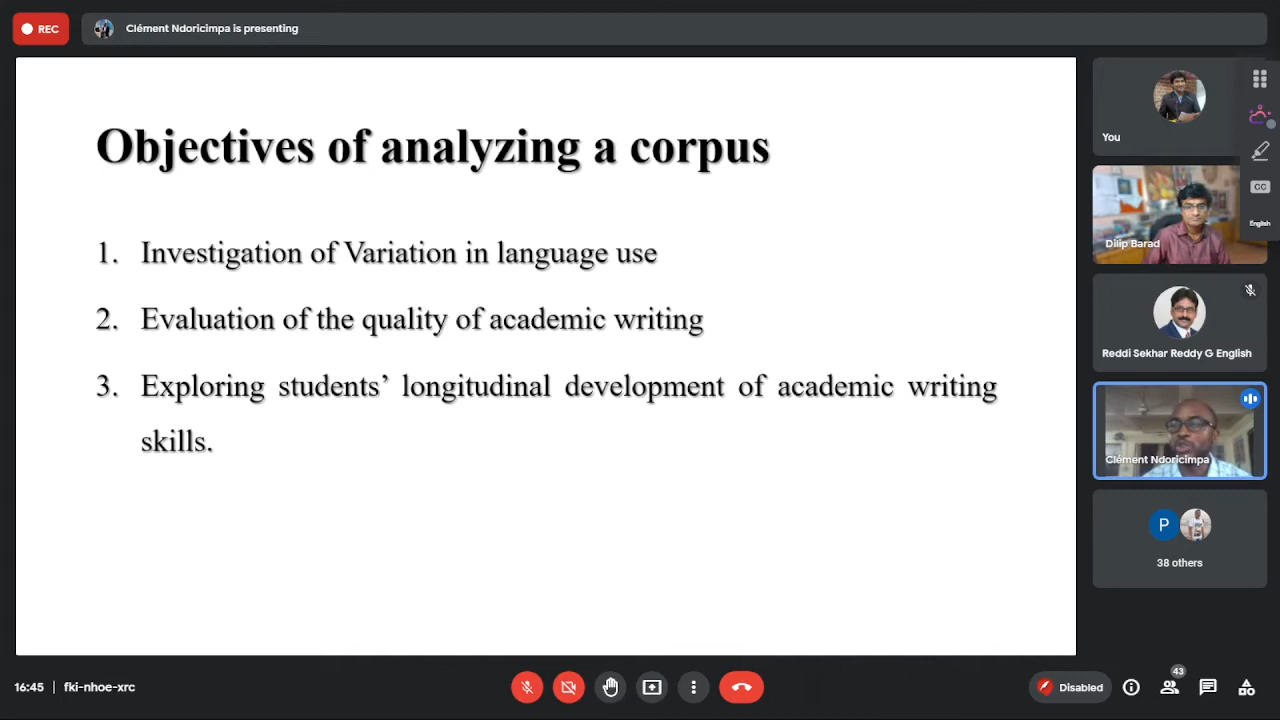 REC
Clément Ndoricimpa is presenting
Objectives of analyzing a corpus
1. Investigation of Variation in language use
2. Evaluation of the quality of academic writing
3. Exploring students’ longitudinal development of academic writing
skills.
You
CC
English
Dilip Barad
Reddi Sekhar Reddy G English
Clément Ndoricimpa
P
38 others
16:45 | fki-nhoe-xrc
Disabled
43